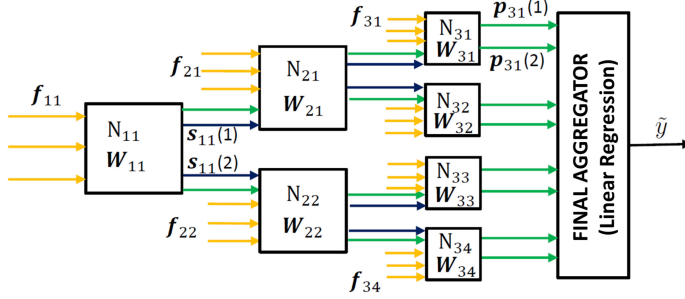 f₁₁
N₁₁
W₁₁
s₁₁(1)
s₁₁(2)
f₂₁
N₂₁
W₂₁
f₂₂
N₂₂
W₂₂
f₃₁
N₃₁
W₃₁
p₃₁(1)
p₃₁(2)
N₃₂
W₃₂
N₃₃
W₃₃
f₃₄
N₃₄
W₃₄
FINAL AGGREGATOR
(Linear Regression)
ỹ